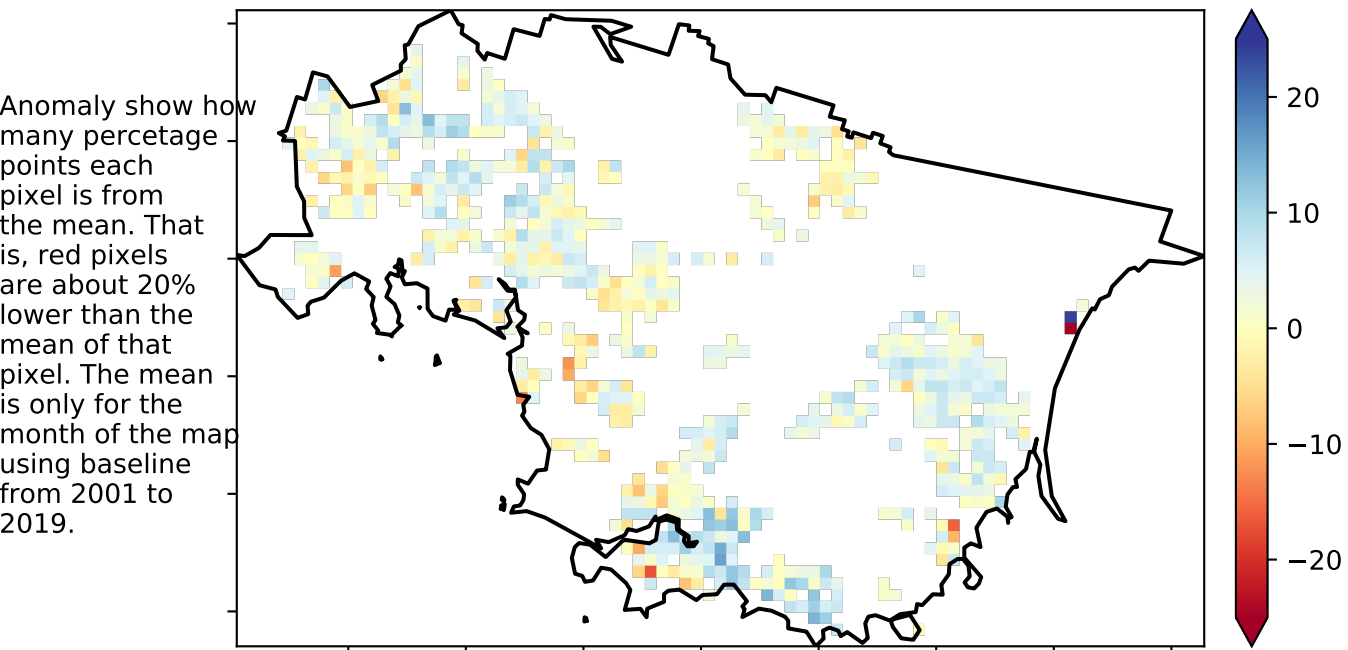 Anomaly show how
many percetage
points each
pixel is from
the mean. That
is, red pixels
are about 20%
lower than the
mean of that
pixel. The mean
is only for the
month of the map
using baseline
from 2001 to
2019.
20
10
0
−10
−20